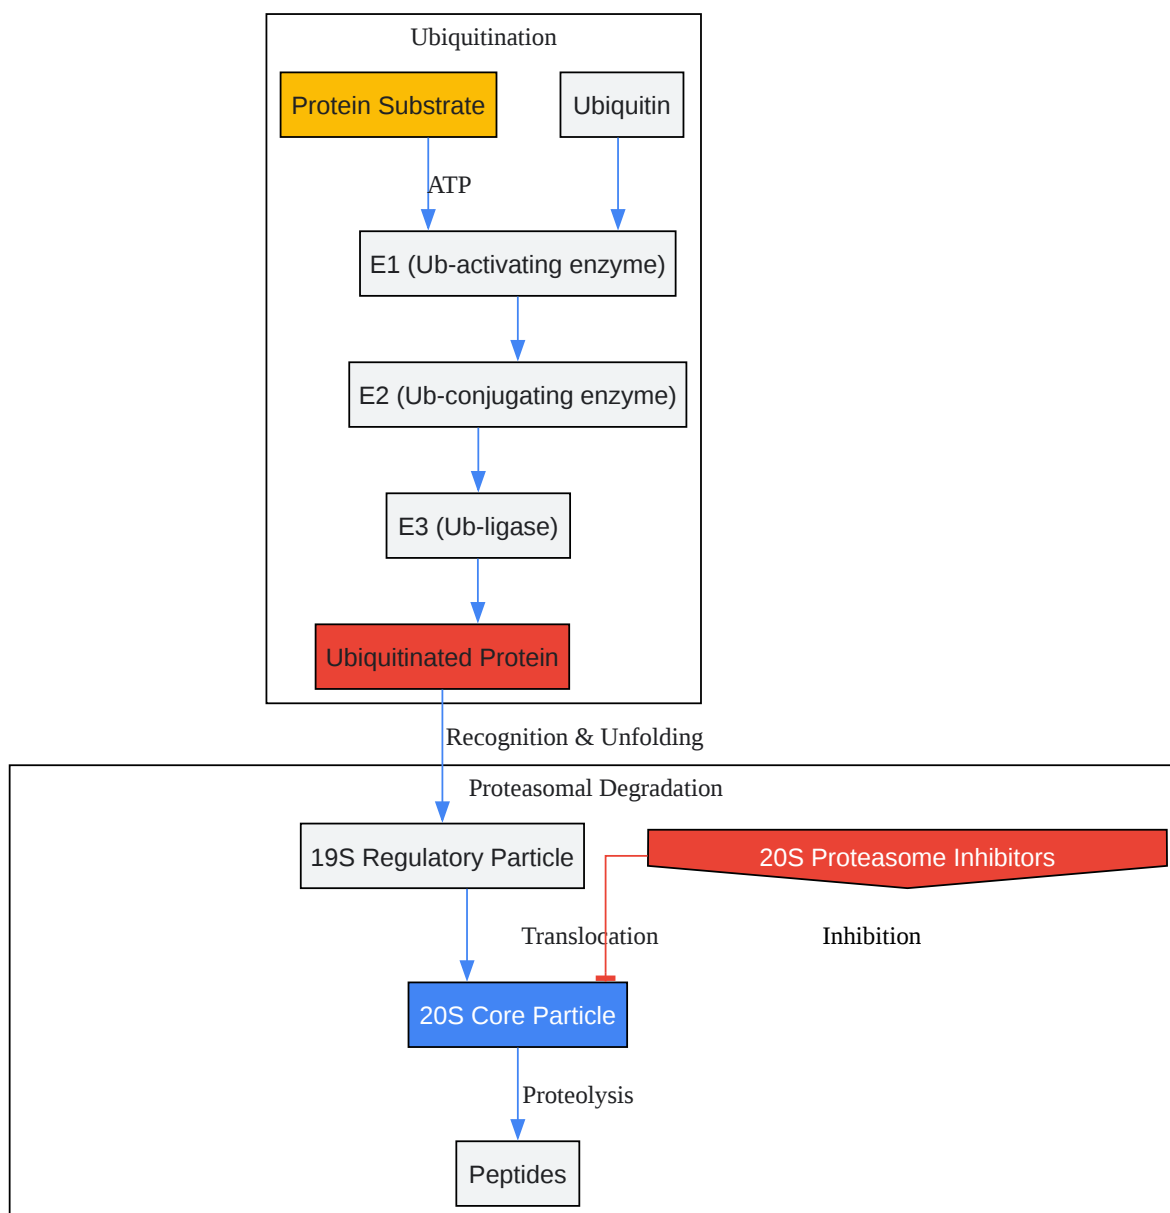 Ubiquitination
Protein Substrate
Ubiquitin
ATP
E1 (Ub-activating enzyme)
E2 (Ub-conjugating enzyme)
E3 (Ub-ligase)
Ubiquitinated Protein
Recognition & Unfolding
Proteasomal Degradation
19S Regulatory Particle
20S Proteasome Inhibitors
Translocation
Inhibition
20S Core Particle
Proteolysis
Peptides